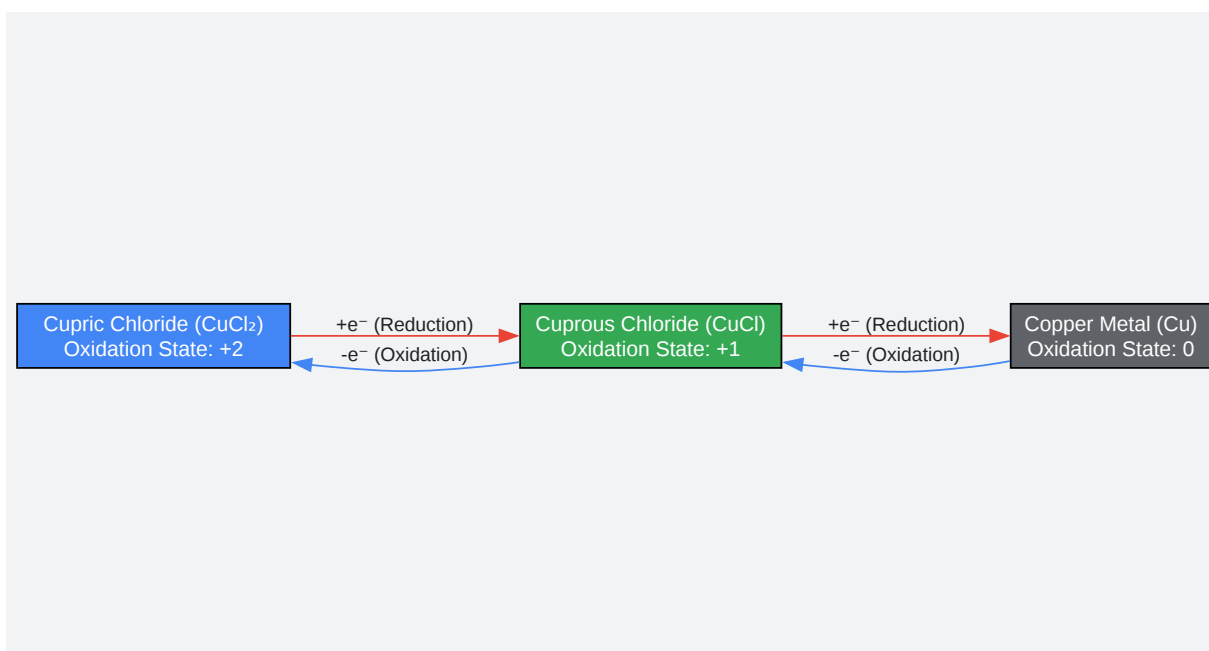 Cupric Chloride (CuCl₂)
Oxidation State: +2
+e⁻ (Reduction)
-e⁻ (Oxidation)
Cuprous Chloride (CuCl)
Oxidation State: +1
+e⁻ (Reduction)
-e⁻ (Oxidation)
Copper Metal (Cu)
Oxidation State: 0